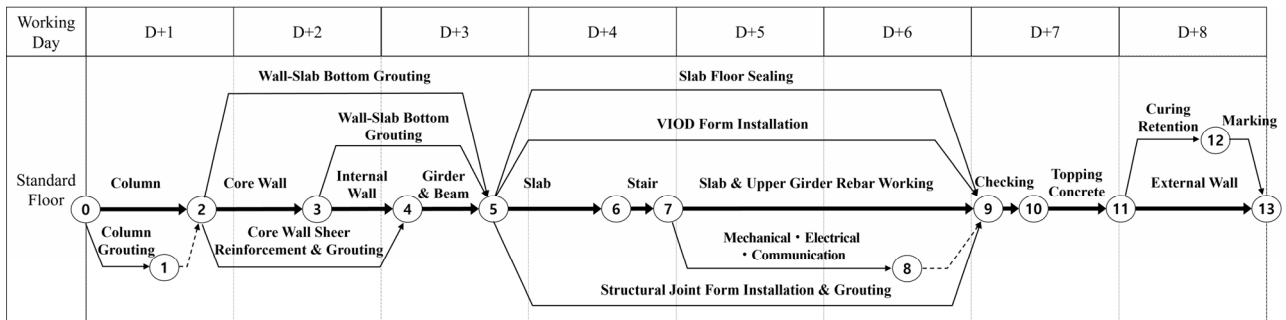 Working
Day
D+1
D+2
D+3
D+4
D+5
D+6
D+7
D+8
Standard
Floor
Wall-Slab Bottom Grouting
Slab Floor Sealing
Wall-Slab Bottom
Grouting
VIOD Form Installation
Curing
Retention
12
Marking
Column
Core Wall
Internal
Wall
Girder
& Beam
Slab
Stair
Slab & Upper Girder Rebar Working
Checking
Topping
Concrete
External Wall
0
2
3
4
5
6
7
9
10
11
13
Column
Grouting
1
Core Wall Sheer
Reinforcement & Grouting
Mechanical・Electrical
・Communication
8
Structural Joint Form Installation & Grouting